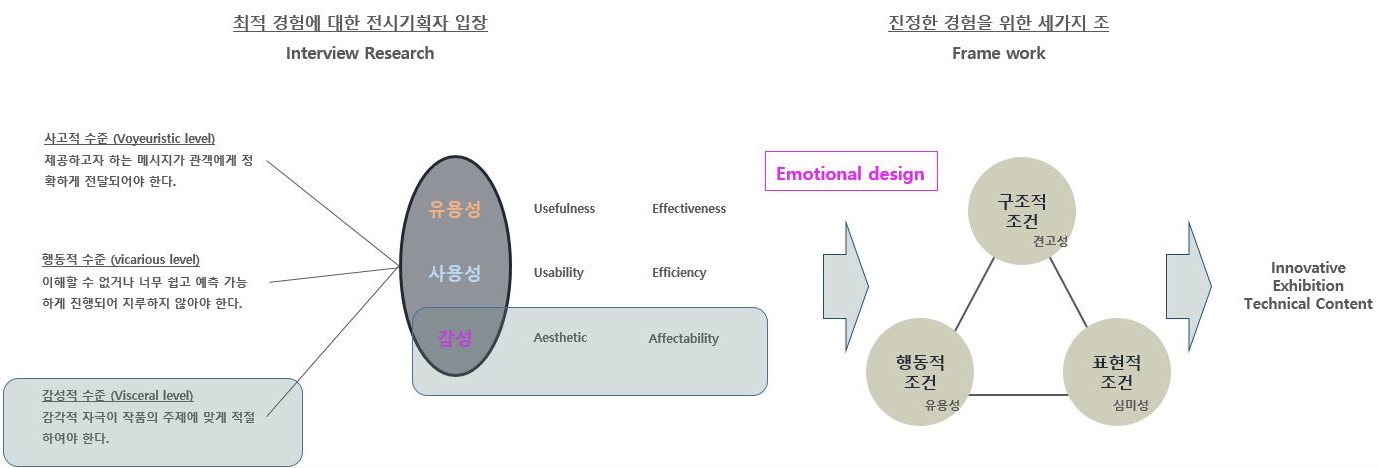 최적 경험에 대한 전시기획자 입장
Interview Research
사고적 수준 (Voyeuristic level)
제공하고자 하는 메시지가 관객에게 정
확하게 전달되어야 한다.
행동적 수준 (vicarious level)
이해할 수 없거나 너무 쉽고 예측 가능
하게 진행되어 지루하지 않아야 한다.
감성적 수준 (Visceral level)
감각적 자극이 작품의 주제에 맞게 적절
하여야 한다.
유용성
Usefulness
Effectiveness
사용성
Usability
Efficiency
감성
Aesthetic
Affectability
진정한 경험을 위한 세가지 조
Frame work
Emotional design
구조적
조건
견고성
행동적
조건
유용성
표현적
조건
심미성
Innovative
Exhibition
Technical Content